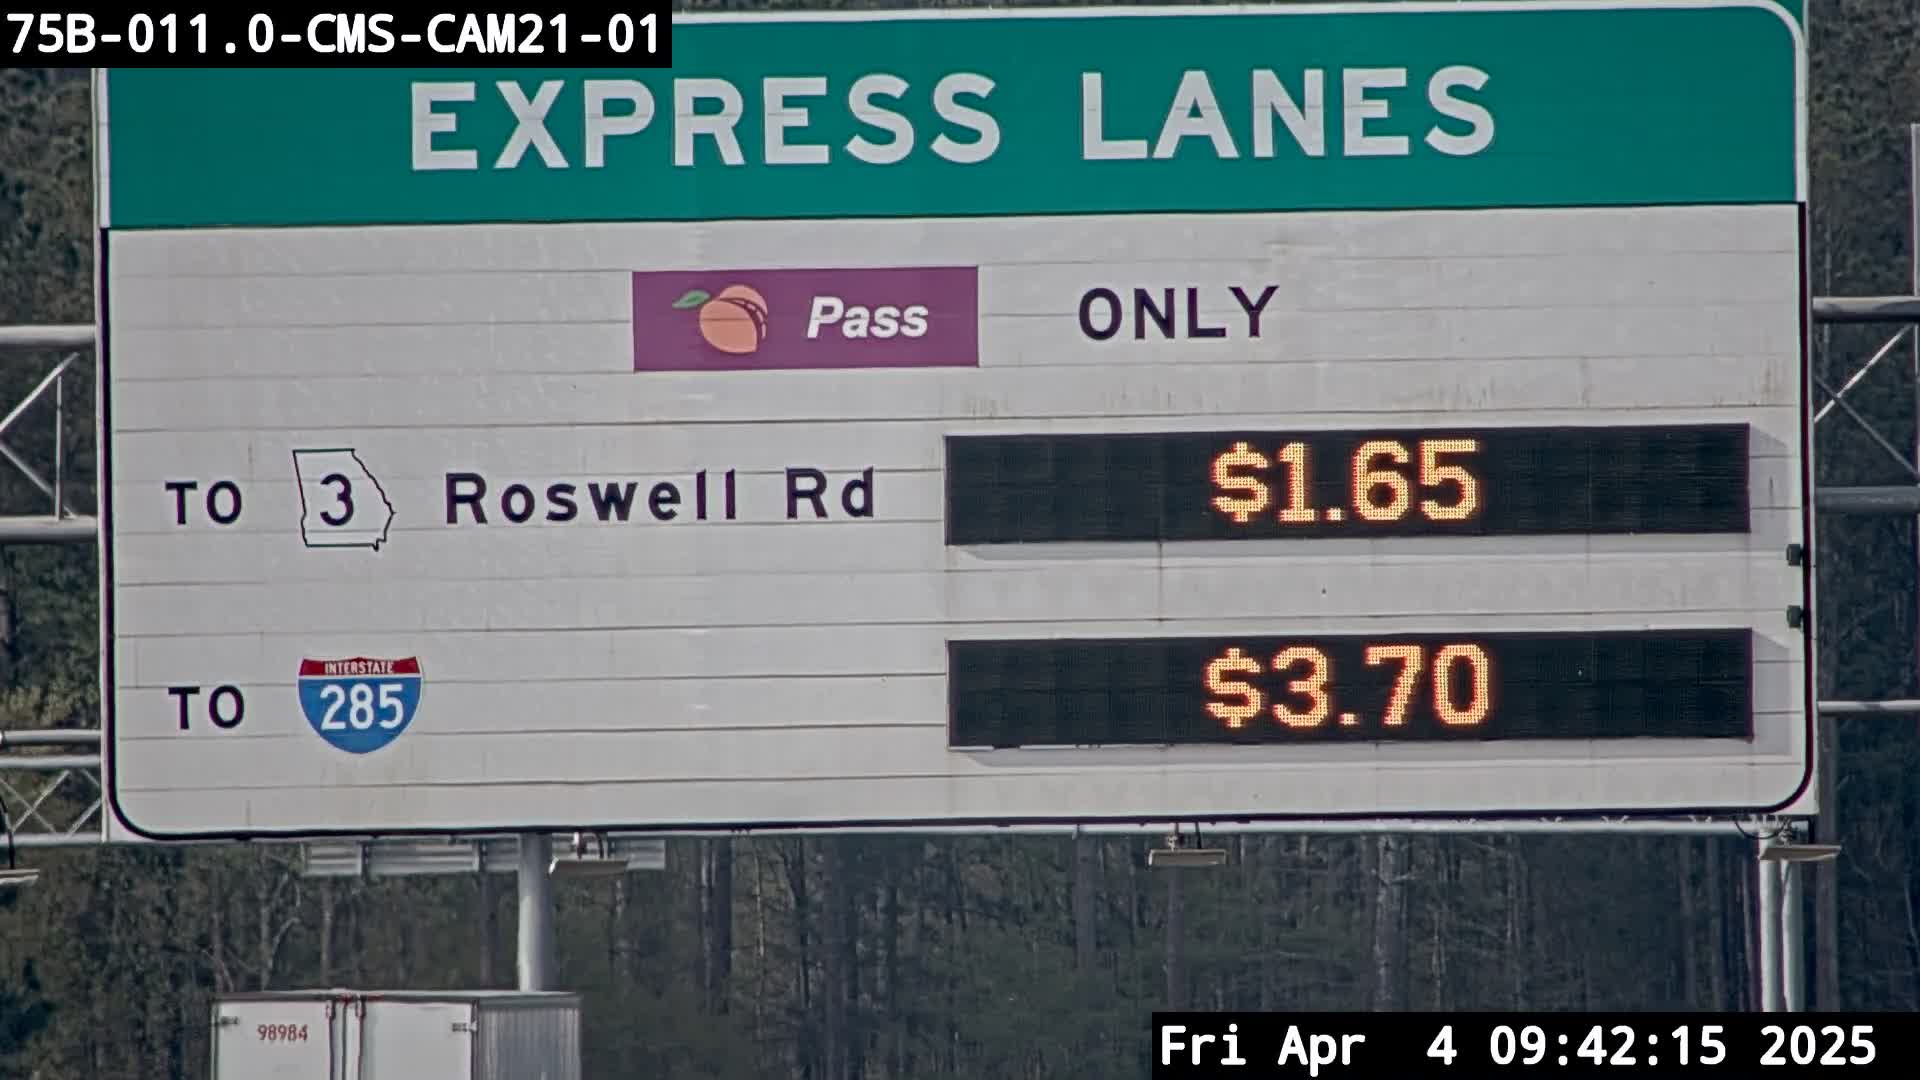 75B-011.0-CMS-CAM21-01
EXPRESS LANES
Pass ONLY
TO 3 Roswell Rd $1.65
INTERSTATE
TO 285 $3.70
98984
Fri Apr 4 09:42:15 2025